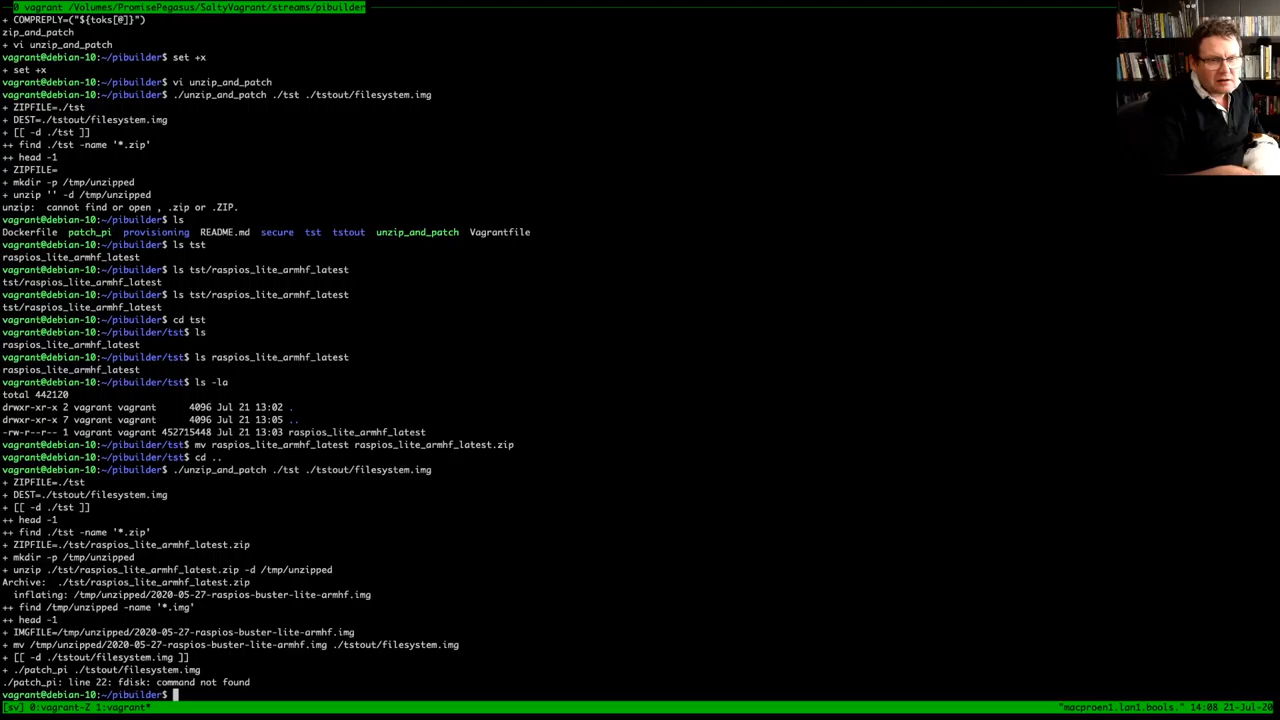 0 vagrant /Volumes/PromisePegasus/SaltyVagrant/streams/pibuilder
+ COMPREPLY=("${toks[@]}")
zip_and_patch
+ vi unzip_and_patch
vagrant@debian-10:~/pibuilder$ set +x
+ set +x
vagrant@debian-10:~/pibuilder$ vi unzip_and_patch
vagrant@debian-10:~/pibuilder$ ./unzip_and_patch ./tst ./tstout/filesystem.img
+ ZIPFILE=./tst
+ DEST=./tstout/filesystem.img
+ [[ -d ./tst ]]
++ find ./tst -name '*.zip'
++ head -1
+ ZIPFILE=
+ mkdir -p /tmp/unzipped
+ unzip '' -d /tmp/unzipped
unzip:  cannot find or open , .zip or .ZIP.
vagrant@debian-10:~/pibuilder$ ls
Dockerfile  patch_pi  provisioning  README.md  secure  tst  tstout  unzip_and_patch  Vagrantfile
vagrant@debian-10:~/pibuilder$ ls tst
raspios_lite_armhf_latest
vagrant@debian-10:~/pibuilder$ ls tst/raspios_lite_armhf_latest
tst/raspios_lite_armhf_latest
vagrant@debian-10:~/pibuilder$ ls tst/raspios_lite_armhf_latest
tst/raspios_lite_armhf_latest
vagrant@debian-10:~/pibuilder$ cd tst
vagrant@debian-10:~/pibuilder/tst$ ls
raspios_lite_armhf_latest
vagrant@debian-10:~/pibuilder/tst$ ls raspios_lite_armhf_latest
raspios_lite_armhf_latest
vagrant@debian-10:~/pibuilder/tst$ ls -la
total 442120
drwxr-xr-x 2 vagrant vagrant      4096 Jul 21 13:02 .
drwxr-xr-x 7 vagrant vagrant      4096 Jul 21 13:05 ..
-rw-r--r-- 1 vagrant vagrant 452715448 Jul 21 13:03 raspios_lite_armhf_latest
vagrant@debian-10:~/pibuilder/tst$ mv raspios_lite_armhf_latest raspios_lite_armhf_latest.zip
vagrant@debian-10:~/pibuilder/tst$ cd ..
vagrant@debian-10:~/pibuilder$ ./unzip_and_patch ./tst ./tstout/filesystem.img
+ ZIPFILE=./tst
+ DEST=./tstout/filesystem.img
+ [[ -d ./tst ]]
++ head -1
++ find ./tst -name '*.zip'
+ ZIPFILE=./tst/raspios_lite_armhf_latest.zip
+ mkdir -p /tmp/unzipped
+ unzip ./tst/raspios_lite_armhf_latest.zip -d /tmp/unzipped
Archive:  ./tst/raspios_lite_armhf_latest.zip
  inflating: /tmp/unzipped/2020-05-27-raspios-buster-lite-armhf.img
++ find /tmp/unzipped -name '*.img'
++ head -1
+ IMGFILE=/tmp/unzipped/2020-05-27-raspios-buster-lite-armhf.img
+ mv /tmp/unzipped/2020-05-27-raspios-buster-lite-armhf.img ./tstout/filesystem.img
+ [[ -d ./tstout/filesystem.img ]]
+ ./patch_pi ./tstout/filesystem.img
./patch_pi: line 22: fdisk: command not found
vagrant@debian-10:~/pibuilder$
[sv] 0:vagrant-Z 1:vagrant* "macproen1.lan1.bools." 14:08 21-Jul-20